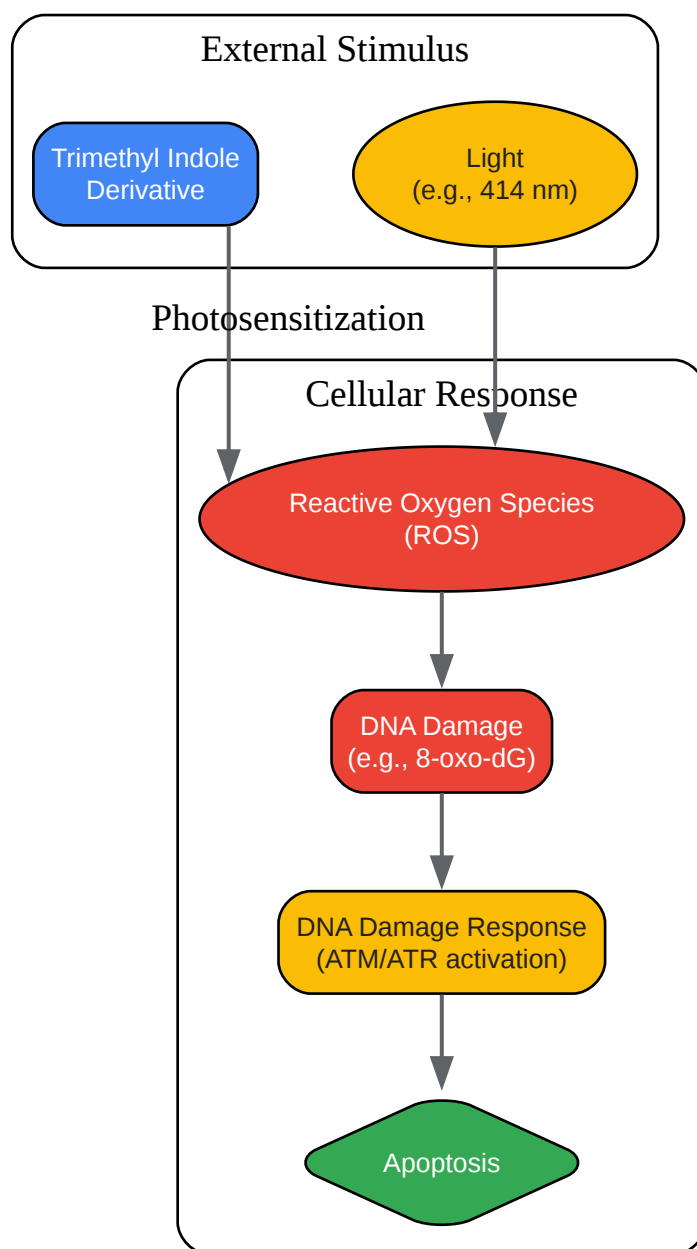 External Stimulus
Trimethyl Indole
Derivative
Light
(e.g., 414 nm)
Photosensitization
Cellular Response
Reactive Oxygen Species
(ROS)
DNA Damage
(e.g., 8-oxo-dG)
DNA Damage Response
(ATM/ATR activation)
Apoptosis